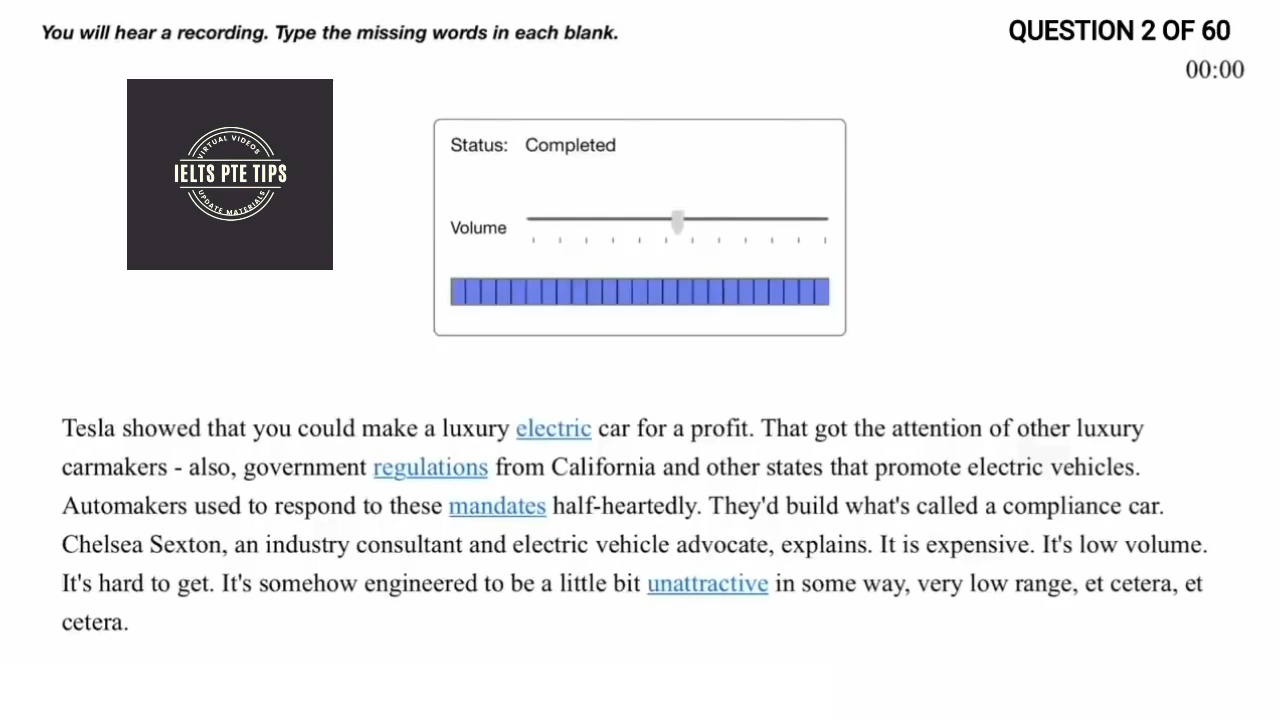 You will hear a recording. Type the missing words in each blank.
QUESTION 2 OF 60
00:00
VIRTUAL VIDEOS
IELTS PTE TIPS
UPDATE MATERIALS
Status: Completed
Volume
Tesla showed that you could make a luxury electric car for a profit. That got the attention of other luxury
carmakers - also, government regulations from California and other states that promote electric vehicles.
Automakers used to respond to these mandates half-heartedly. They'd build what's called a compliance car.
Chelsea Sexton, an industry consultant and electric vehicle advocate, explains. It is expensive. It's low volume.
It's hard to get. It's somehow engineered to be a little bit unattractive in some way, very low range, et cetera, et
cetera.